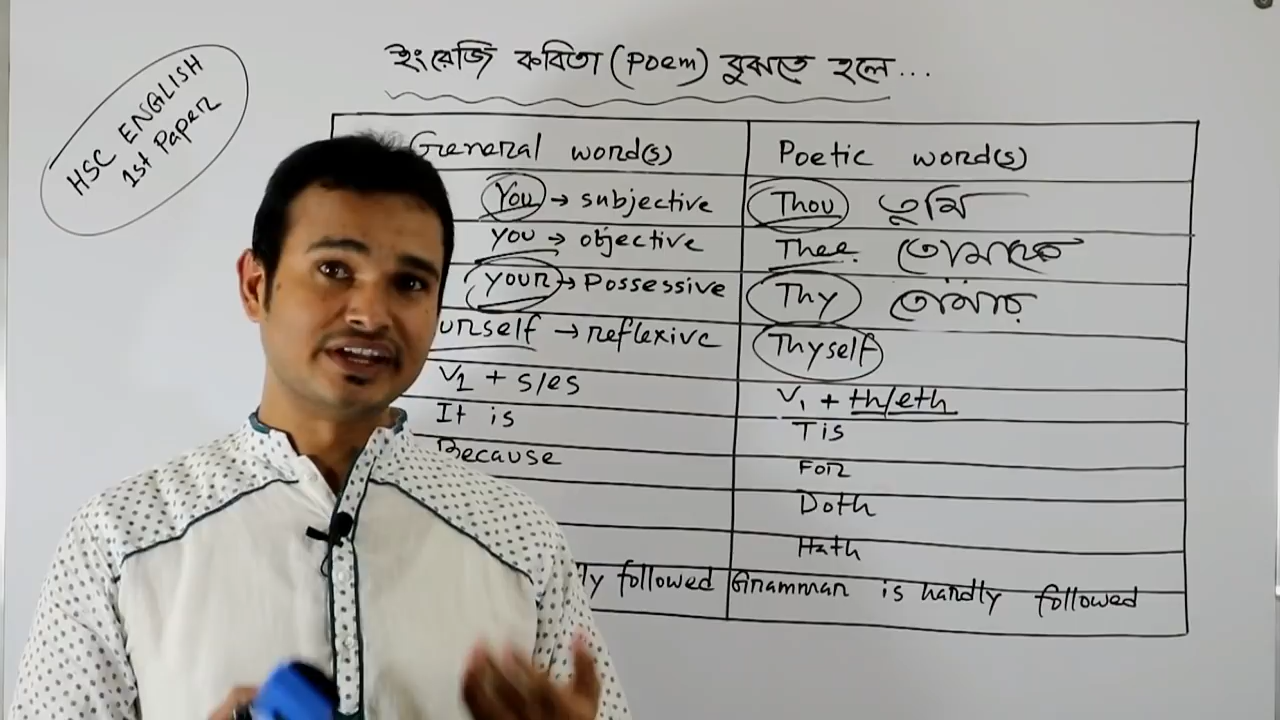 ইংরেজি কবিতা (Poem) বুঝতে হলে...
HSC ENGLISH
1st Paper
General word(s) Poetic word(s)
You → subjective Thou তুমি
you → objective Thee. তোমাকে
your → Possessive Thy তোমার
urself → reflexive Thyself
V1 + s/es V1 + th/eth
It is Tis
Because For
Doth
Hath
ly followed Grammar is hardly followed